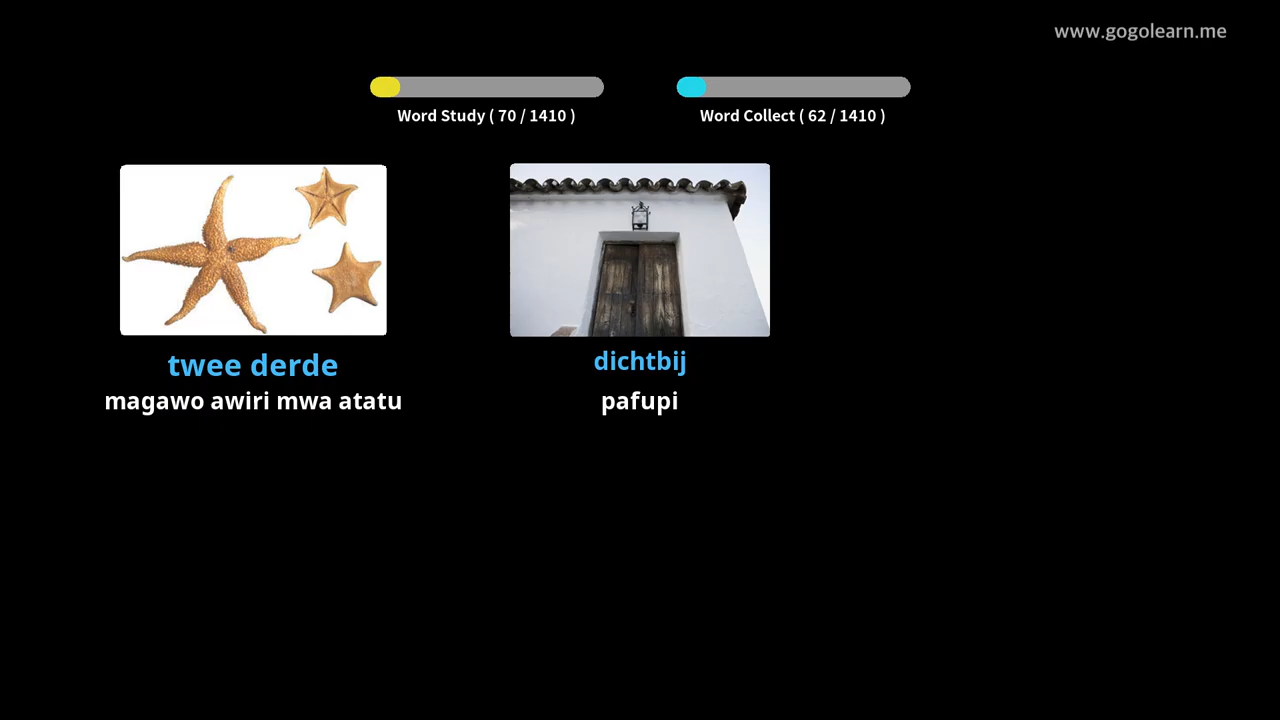 www.gogolearn.me
Word Study ( 70 / 1410 )
Word Collect ( 62 / 1410 )
twee derde
magawo awiri mwa atatu
dichtbij
pafupi